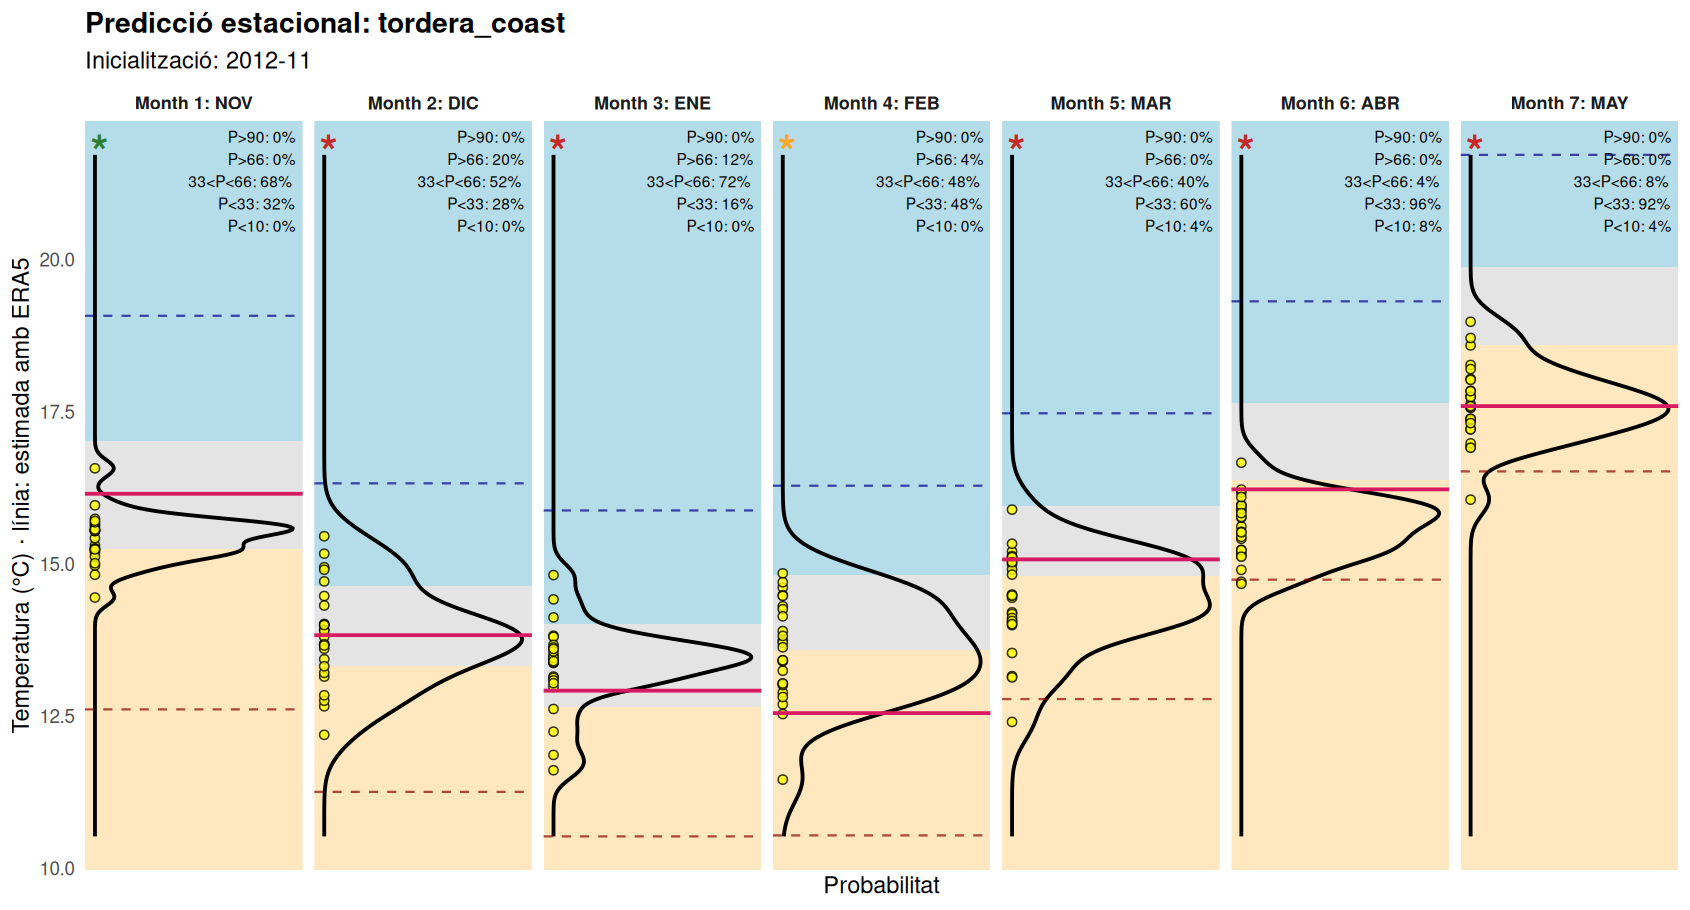 Predicció estacional: tordera_coast
Inicialització: 2012-11
Month 1: NOV
Month 2: DIC
Month 3: ENE
Month 4: FEB
Month 5: MAR
Month 6: ABR
Month 7: MAY
*
P>90: 0%
P>66: 0%
33<P<66: 68%
P<33: 32%
P<10: 0%
*
P>90: 0%
P>66: 20%
33<P<66: 52%
P<33: 28%
P<10: 0%
*
P>90: 0%
P>66: 12%
33<P<66: 72%
P<33: 16%
P<10: 0%
*
P>90: 0%
P>66: 4%
33<P<66: 48%
P<33: 48%
P<10: 0%
*
P>90: 0%
P>66: 0%
33<P<66: 40%
P<33: 60%
P<10: 4%
*
P>90: 0%
P>66: 0%
33<P<66: 4%
P<33: 96%
P<10: 8%
*
P>90: 0%
P>66: 0%
33<P<66: 8%
P<33: 92%
P<10: 4%
Temperatura (°C) · línia: estimada amb ERA5
20.0
17.5
15.0
12.5
10.0
Probabilitat